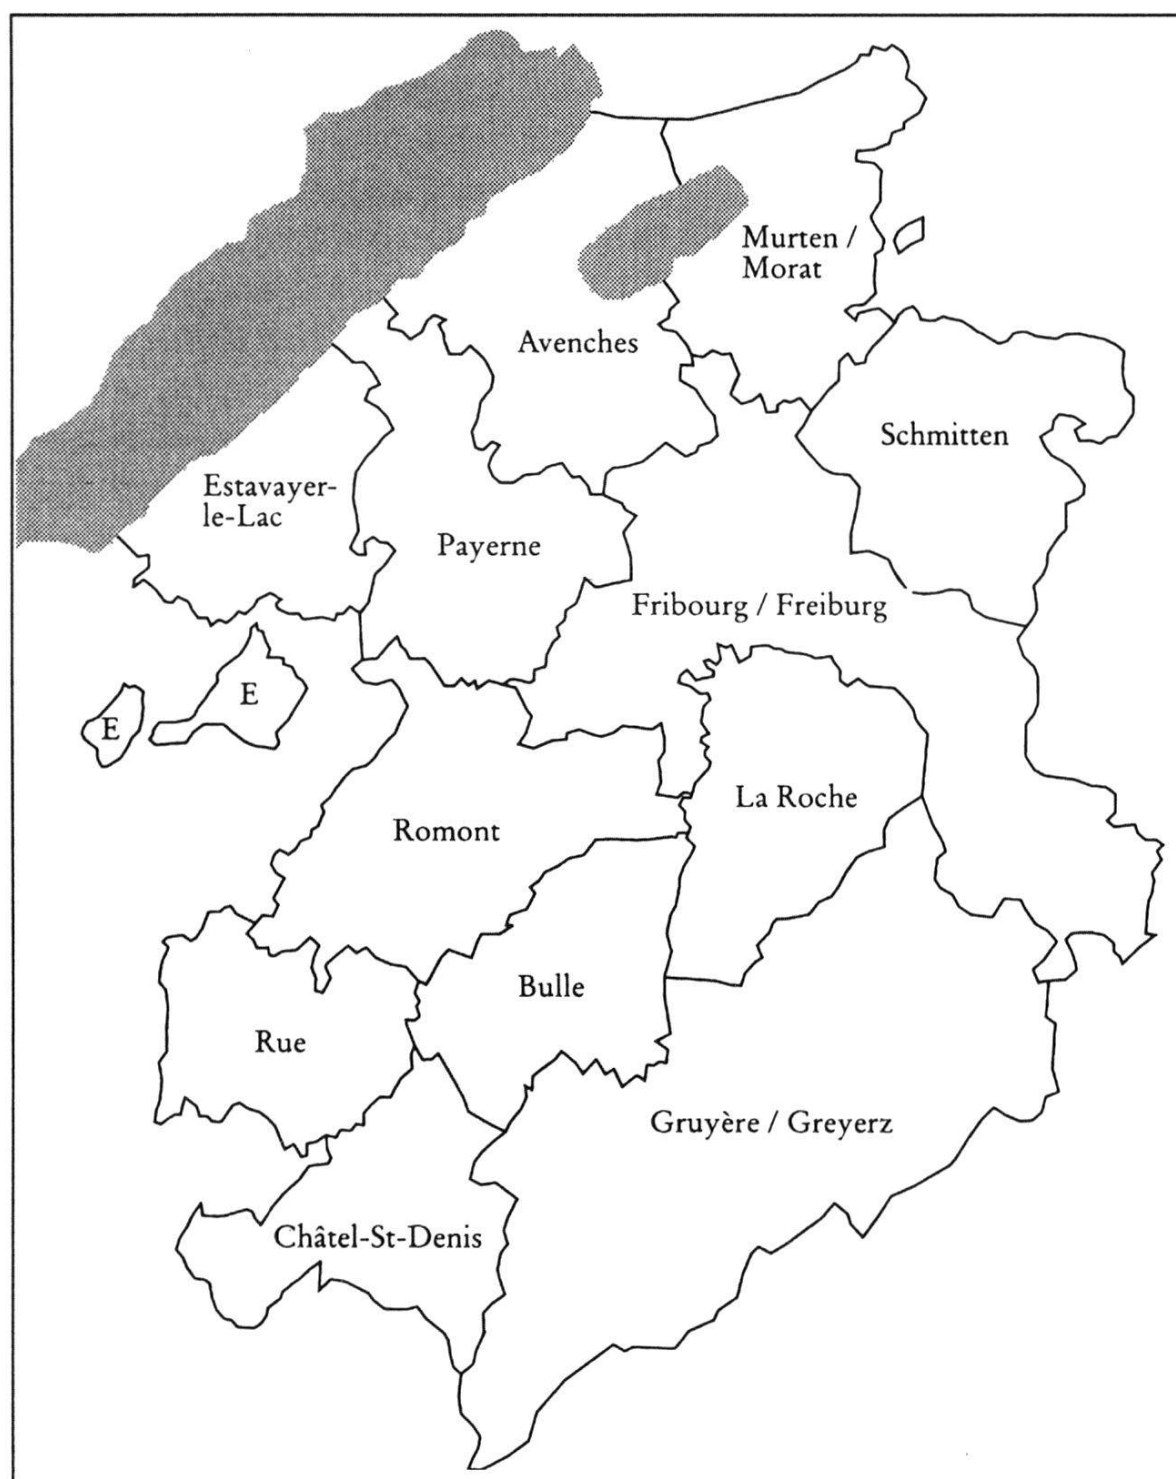 Murten /
Morat
Avenches
Schmitten
Estavayer-
le-Lac
Payerne
Fribourg / Freiburg
E
E
La Roche
Romont
Bulle
Rue
Gruyère / Greyerz
Châtel-St-Denis